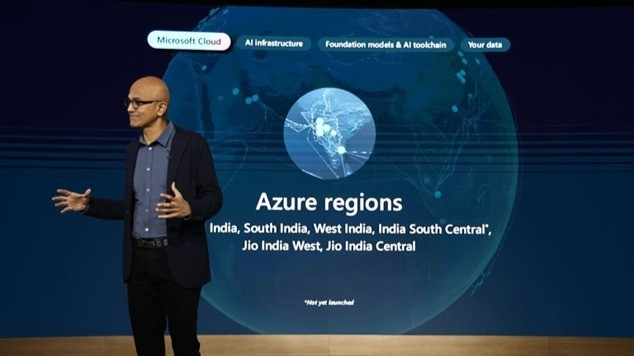 Microsoft Cloud
AI infrastructure
Foundation models & AI toolchain
Your data
Azure regions
India, South India, West India, India South Central*,
Jio India West, Jio India Central
*Not yet launched